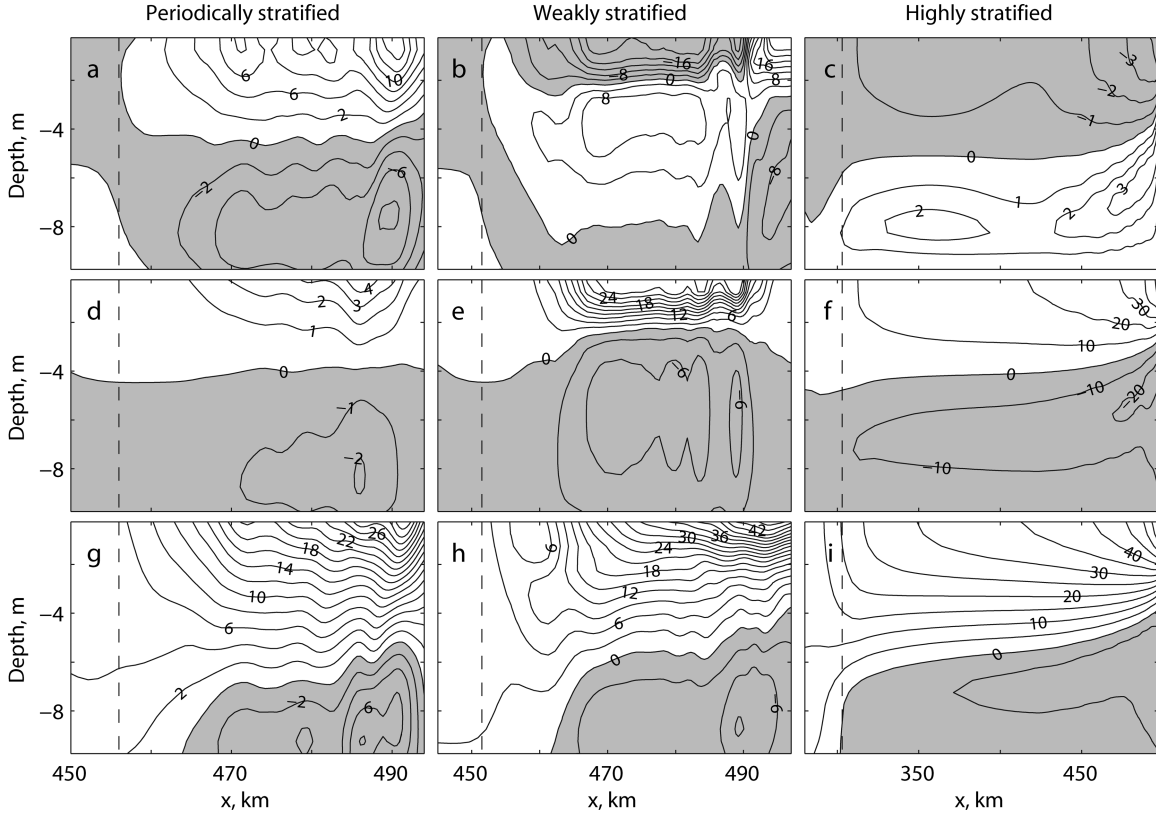 Periodically stratified Weakly stratified Highly stratified
a b c
6 10 6 2 0 −2 −6
−16 16 −8 0 8 8 0 −8 0
−3 −2 −1 0 1 2 2 3
−4
−8
Depth, m
d e f
4 2 3 1 0 −1 −2
24 18 12 6 0 −6 −6
30 20 10 0 −10 −20 −10
−4
−8
Depth, m
g h i
26 22 18 14 10 6 2 −2 6
42 36 30 24 6 18 12 6 0 −6
40 30 20 10 0
−4
−8
Depth, m
450 470 490 450 470 490 350 450
x, km x, km x, km